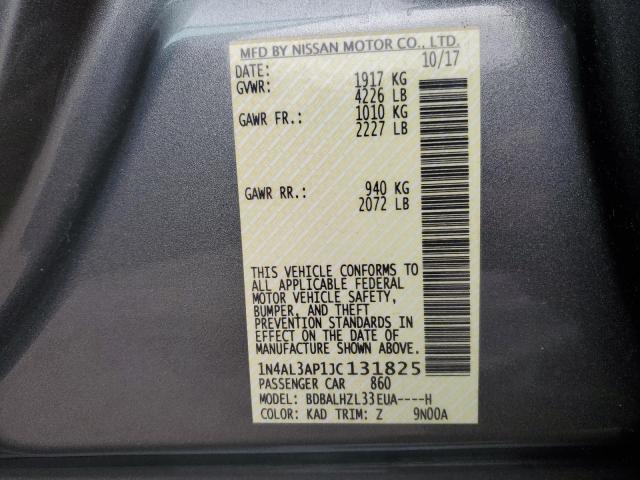 MFD BY NISSAN MOTOR CO., LTD.
DATE: 10/17
GVWR: 1917 KG
4226 LB
GAWR FR.: 1010 KG
2227 LB
GAWR RR.: 940 KG
2072 LB
THIS VEHICLE CONFORMS TO
ALL APPLICABLE FEDERAL
MOTOR VEHICLE SAFETY,
BUMPER, AND THEFT
PREVENTION STANDARDS IN
EFFECT ON THE DATE OF
MANUFACTURE SHOWN ABOVE.
1N4AL3AP1JC131825
PASSENGER CAR 860
MODEL: BDBALHZL33EUA----H
COLOR: KAD TRIM: Z 9N00A